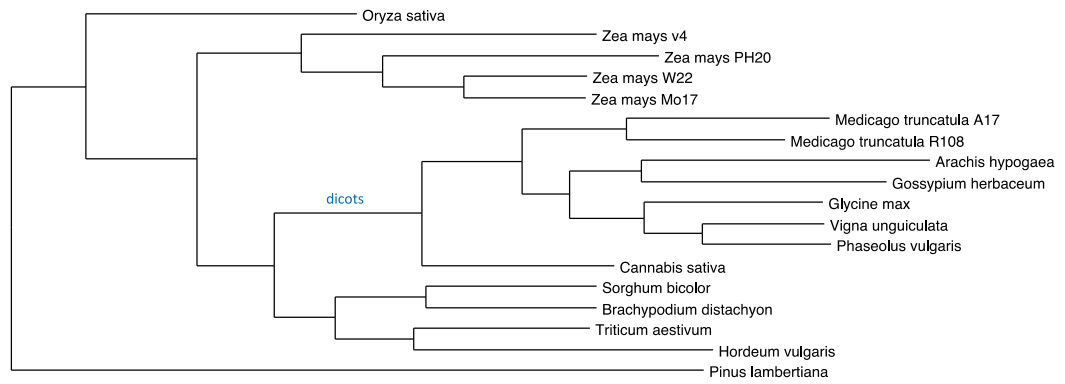 Oryza sativa
Zea mays v4
Zea mays PH20
Zea mays W22
Zea mays Mo17
Medicago truncatula A17
Medicago truncatula R108
Arachis hypogaea
Gossypium herbaceum
dicots
Glycine max
Vigna unguiculata
Phaseolus vulgaris
Cannabis sativa
Sorghum bicolor
Brachypodium distachyon
Triticum aestivum
Hordeum vulgaris
Pinus lambertiana